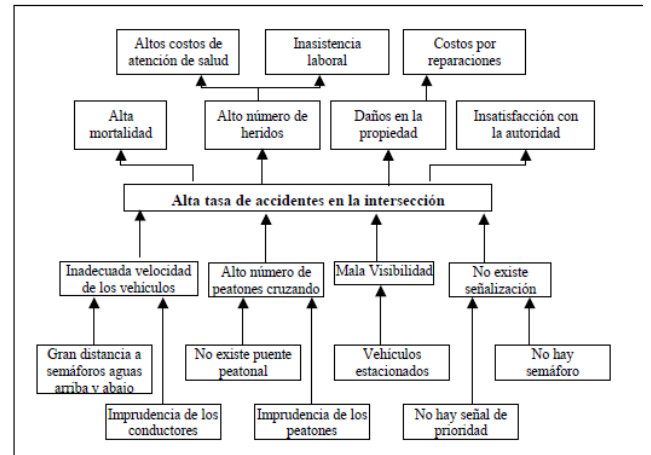 Altos costos de
atención de salud
Inasistencia
laboral
Costos por
reparaciones
Alta
mortalidad
Alto número de
heridos
Daños en la
propiedad
Insatisfacción con
la autoridad
Alta tasa de accidentes en la intersección
Inadecuada velocidad
de los vehículos
Alto número de
peatones cruzando
Mala Visibilidad
No existe
señalización
Gran distancia a
semáforos aguas
arriba y abajo
No existe puente
peatonal
Vehículos
estacionados
No hay
semáforo
Imprudencia de los
conductores
Imprudencia de los
peatones
No hay señal de
prioridad